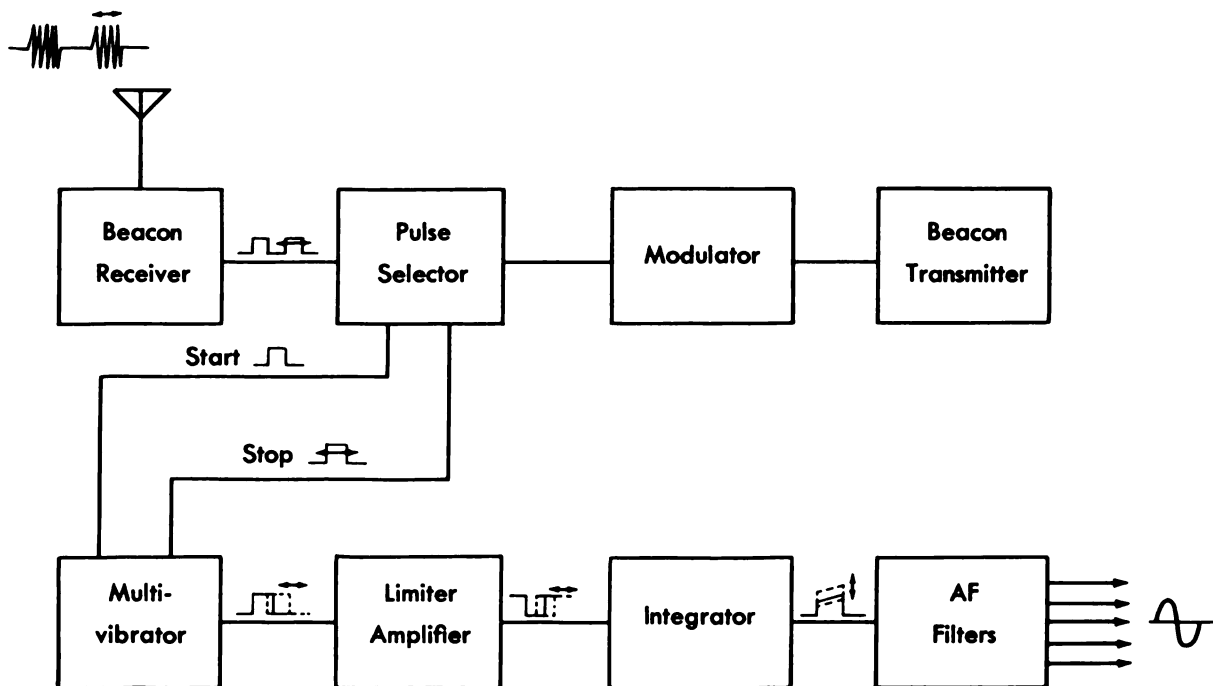 Beacon
Receiver
Pulse
Selector
Modulator
Beacon
Transmitter
Start
Stop
Multi-
vibrator
Limiter
Amplifier
Integrator
AF
Filters